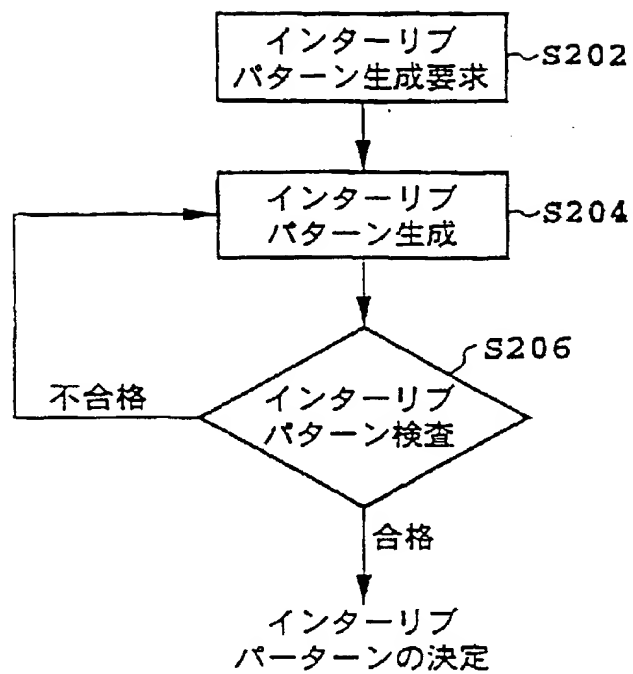 インターリブ
パターン生成要求
S202
インターリブ
パターン生成
S204
S206
不合格
インターリブ
パターン検査
合格
インターリブ
パーターンの決定